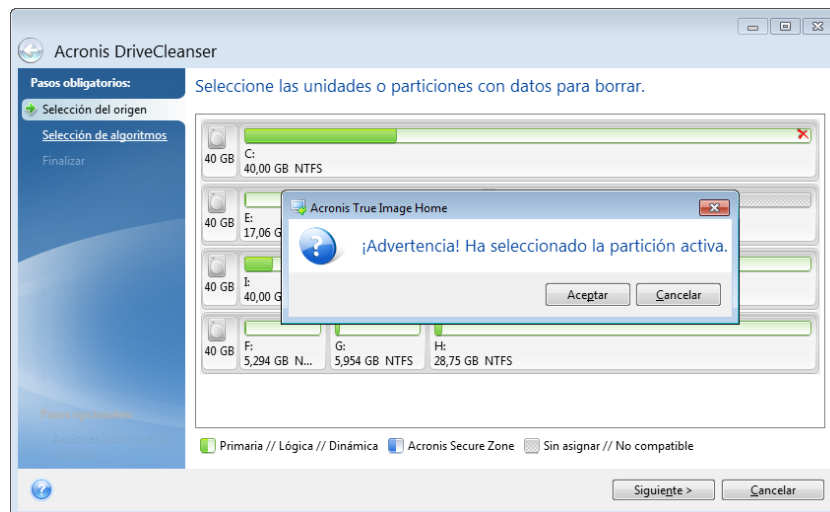 Acronis DriveCleanser
Pasos obligatorios:
Selección del origen
Selección de algoritmos
Finalizar
Seleccione las unidades o particiones con datos para borrar.
40 GB
C:
40,00 GB NTFS
40 GB
E:
17,06 G
40 GB
I:
40,00 G
40 GB
F:
5,294 GB N...
G:
5,954 GB NTFS
H:
28,75 GB NTFS
Acronis True Image Home
¡Advertencia! Ha seleccionado la partición activa.
Aceptar
Cancelar
Primaria // Lógica // Dinámica
Acronis Secure Zone
Sin asignar // No compatible
Siguiente >
Cancelar